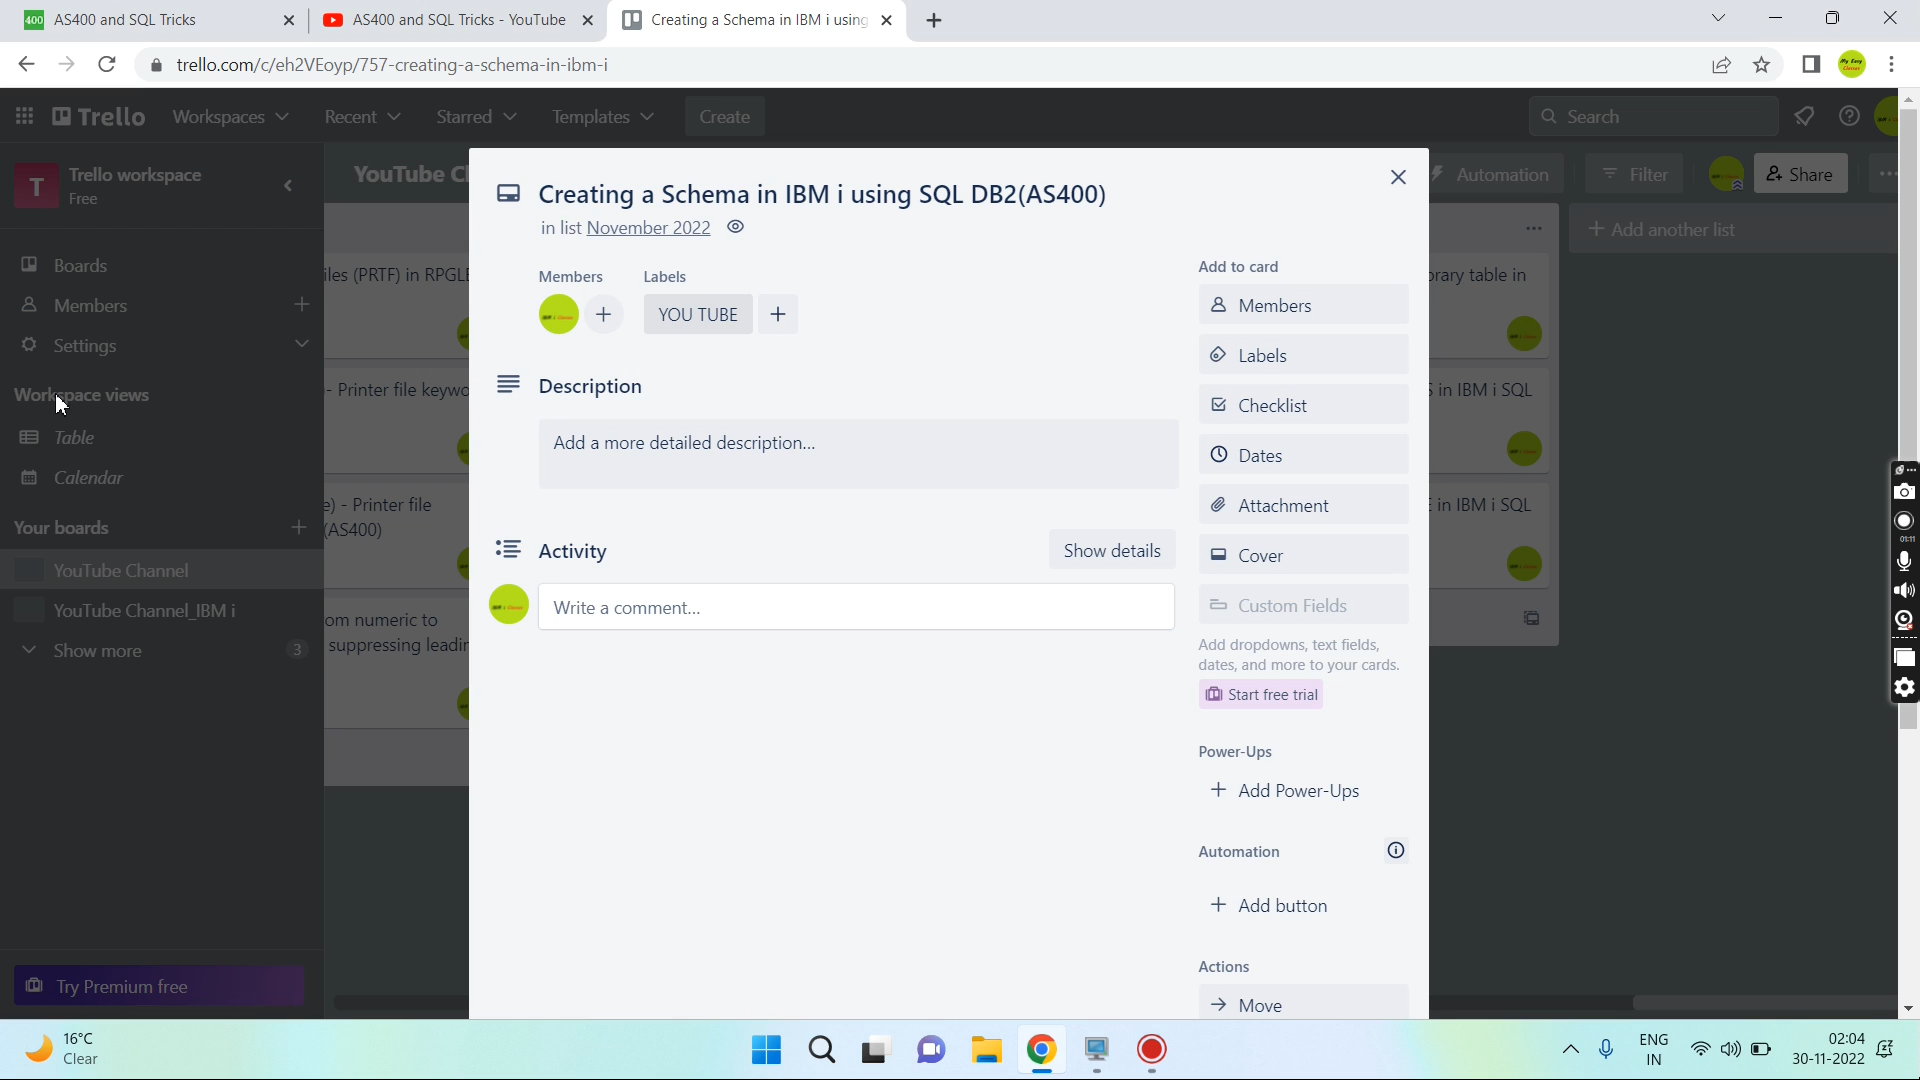 AS400 and SQL Tricks
AS400 and SQL Tricks - YouTube
Creating a Schema in IBM i using
trello.com/c/eh2VEoyp/757-creating-a-schema-in-ibm-i
Trello
Workspaces
Recent
Starred
Templates
Create
Search
T
Trello workspace
Free
YouTube Cl
Automation
Filter
Share
Boards
Members
Settings
Workspace views
Table
Calendar
Your boards
YouTube Channel
YouTube Channel_IBM i
Show more
3
Try Premium free
iles (PRTF) in RPGLE
- Printer file keywo
e) - Printer file
(AS400)
om numeric to
suppressing leadin
Creating a Schema in IBM i using SQL DB2(AS400)
in list November 2022
Members
Labels
YOU TUBE
Description
Add a more detailed description...
Activity
Show details
Write a comment...
Add to card
Members
Labels
Checklist
Dates
Attachment
Cover
Custom Fields
Add dropdowns, text fields,
dates, and more to your cards.
Start free trial
Power-Ups
Add Power-Ups
Automation
Add button
Actions
Move
Add another list
orary table in
S in IBM i SQL
E in IBM i SQL
01:11
16°C
Clear
ENG
IN
02:04
30-11-2022